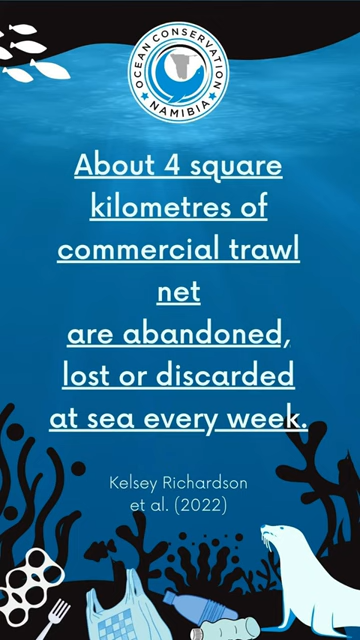 OCEAN CONSERVATION
NAMIBIA
About 4 square
kilometres of
commercial trawl
net
are abandoned,
lost or discarded
at sea every week.
Kelsey Richardson
et al. (2022)